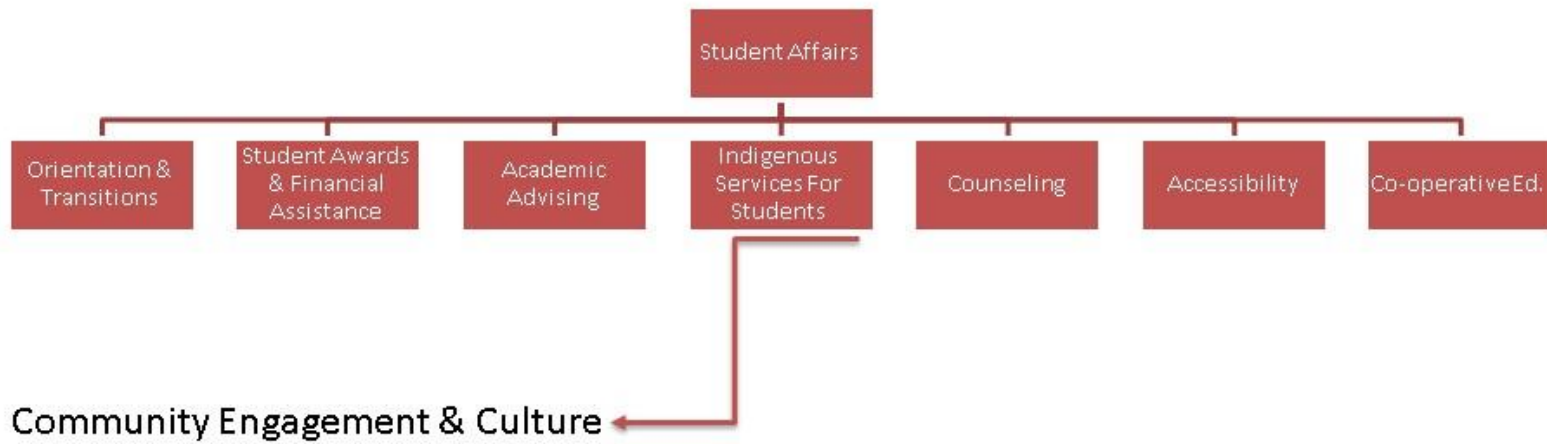 Student Affairs
Orientation &
Transitions
Student Awards
& Financial
Assistance
Academic
Advising
Indigenous
Services For
Students
Counseling
Accessibility
Co-operative Ed.
Community Engagement & Culture